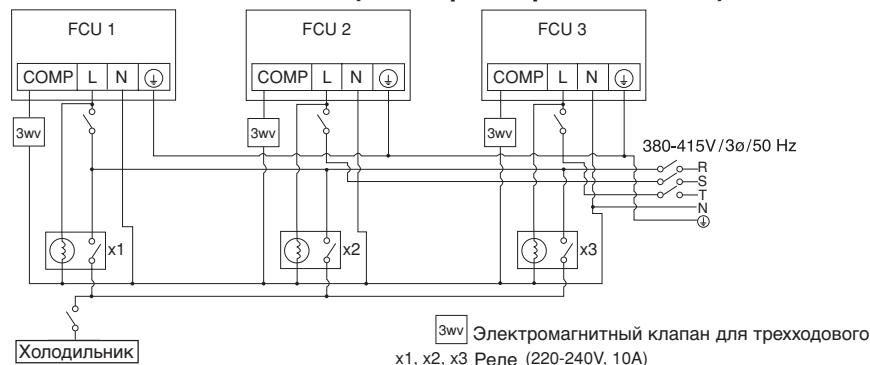 FCU 1 FCU 2 FCU 3
COMP L N COMP L N COMP L N
3wv 3wv 3wv
380-415V/3ø/50 Hz
R
S
T
N
x1 x2 x3
3wv Электромагнитный клапан для трехходового
Холодильник
x1, x2, x3 Реле (220-240V, 10A)